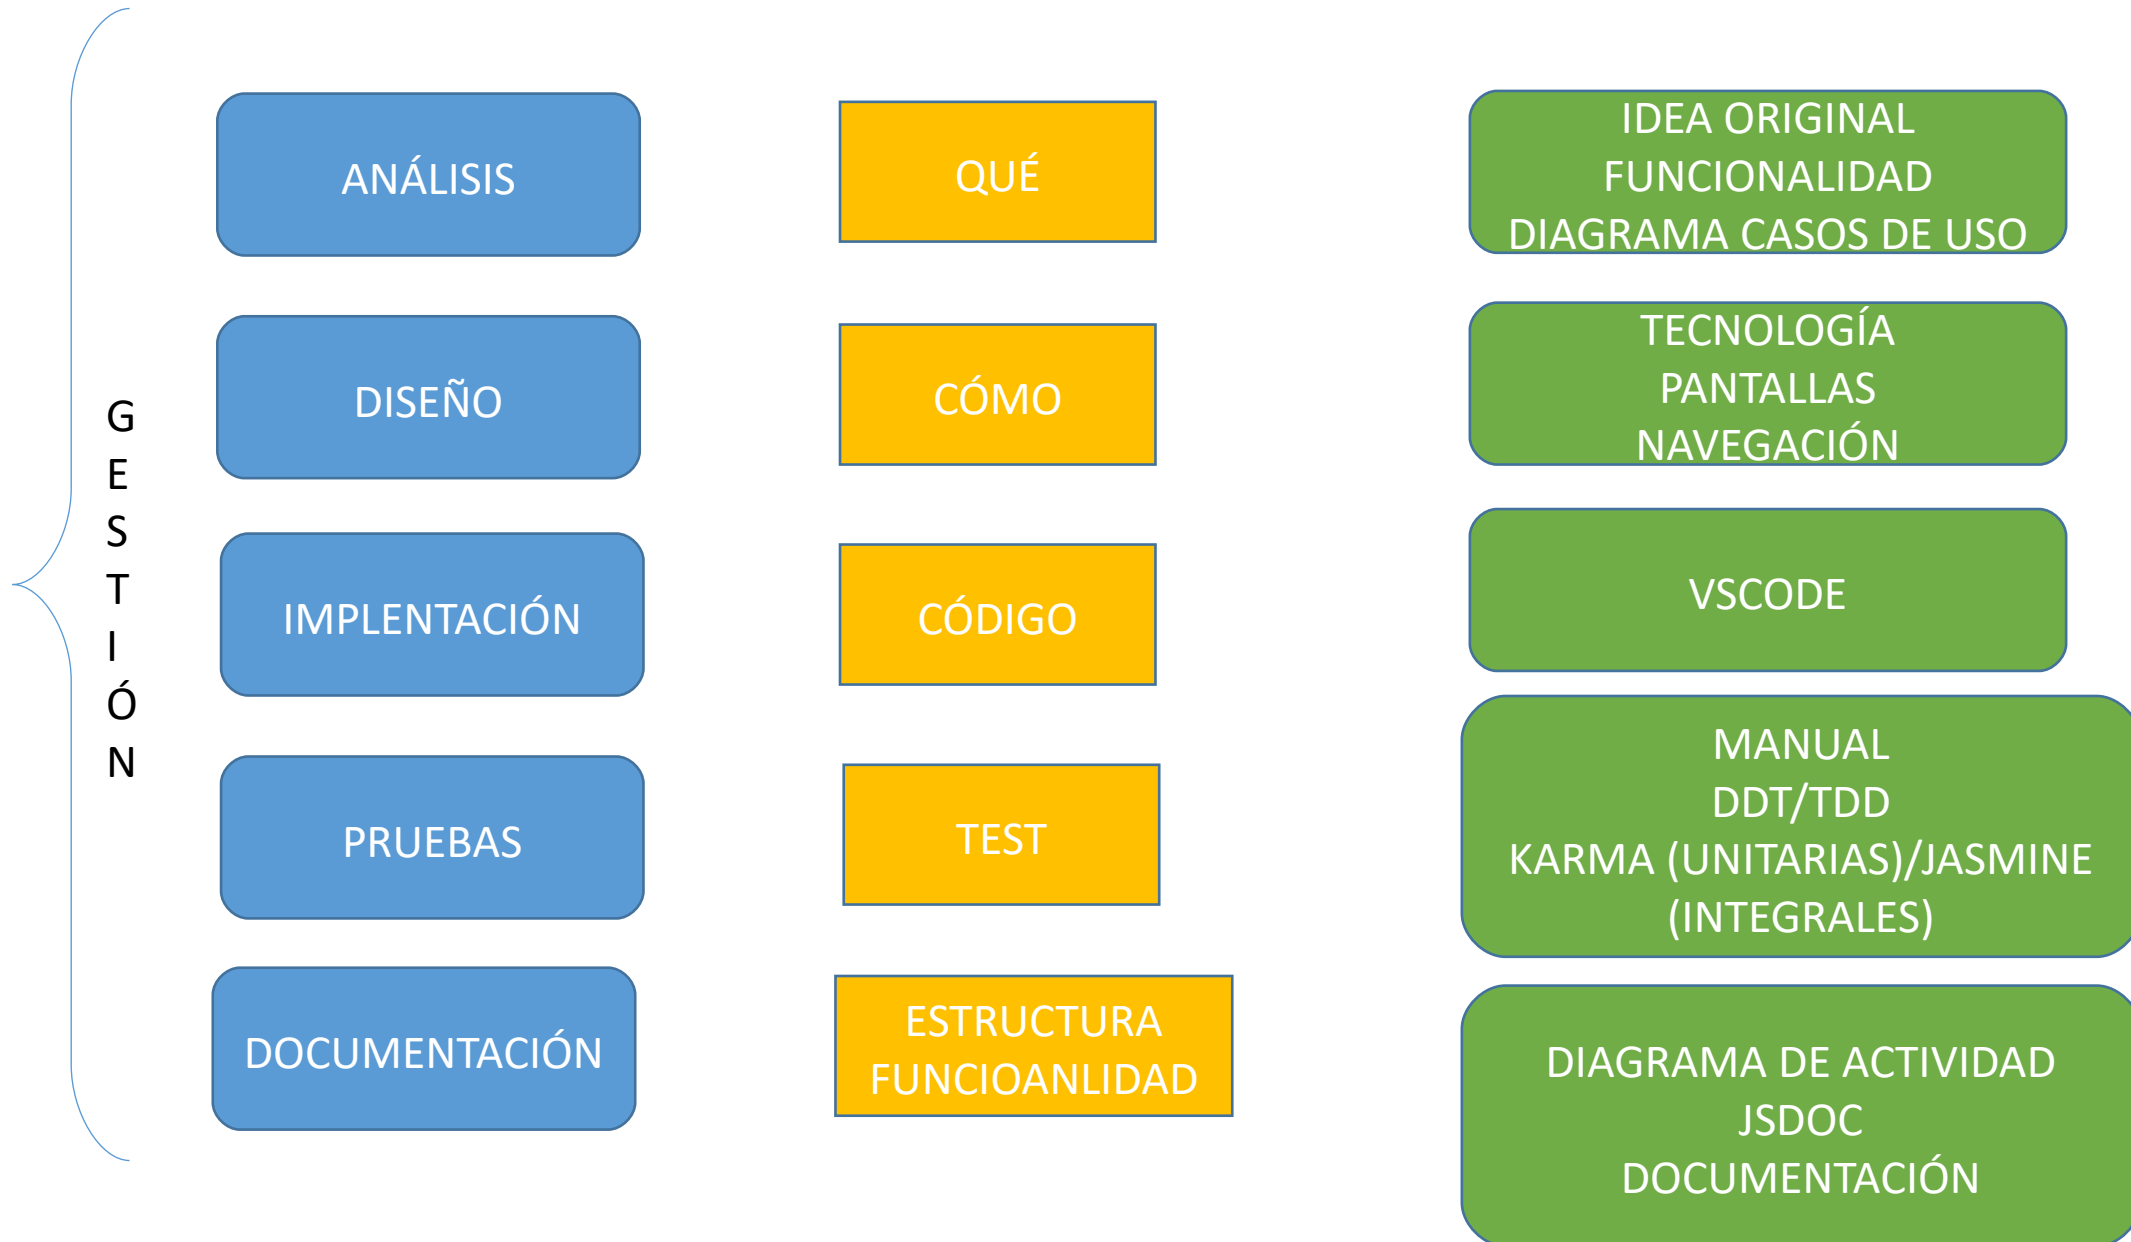 G
E
S
T
I
Ó
N
ANÁLISIS
QUÉ
IDEA ORIGINAL
FUNCIONALIDAD
DIAGRAMA CASOS DE USO
DISEÑO
CÓMO
TECNOLOGÍA
PANTALLAS
NAVEGACIÓN
IMPLENTACIÓN
CÓDIGO
VSCODE
PRUEBAS
TEST
MANUAL
DDT/TDD
KARMA (UNITARIAS)/JASMINE
(INTEGRALES)
DOCUMENTACIÓN
ESTRUCTURA
FUNCIOANLIDAD
DIAGRAMA DE ACTIVIDAD
JSDOC
DOCUMENTACIÓN